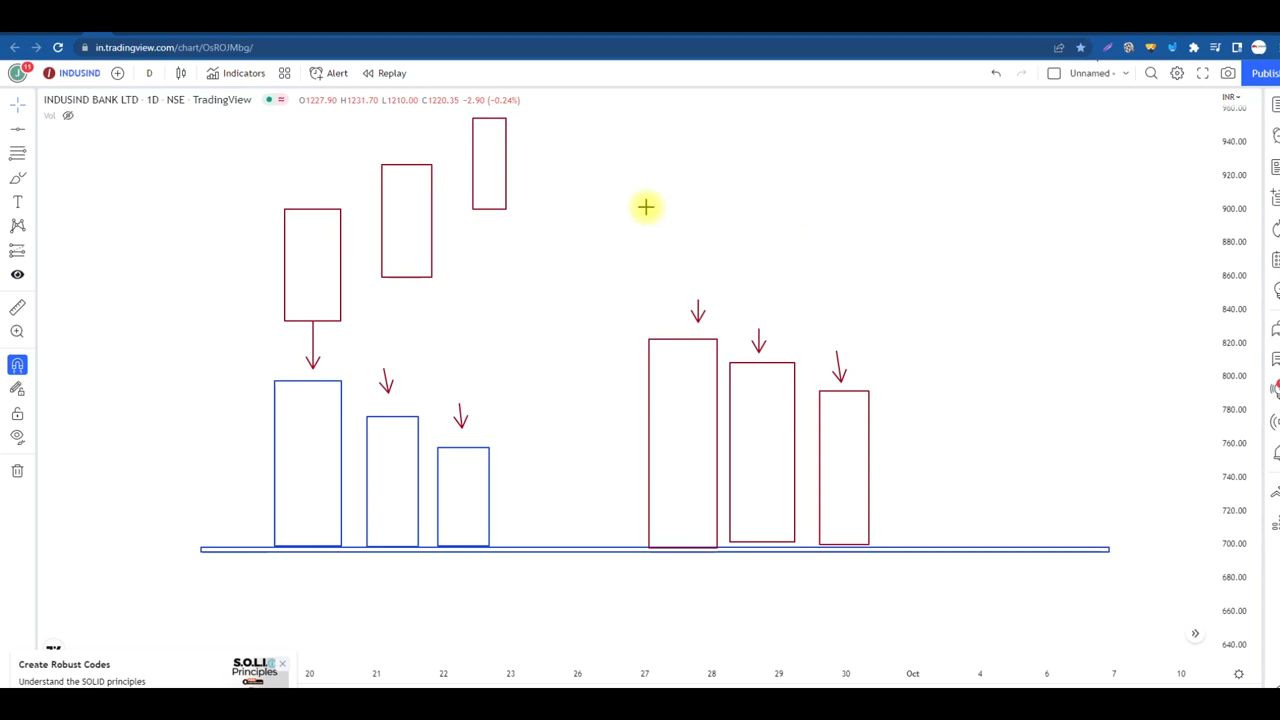 in.tradingview.com/chart/OsROJMbg/
11 INDUSIND D Indicators Alert Replay Unnamed Publis
INDUSIND BANK LTD · 1D · NSE · TradingView O1227.90 H1231.70 L1210.00 C1220.35 −2.90 (−0.24%)
INR
Vol
960.00
940.00
920.00
900.00
880.00
860.00
840.00
820.00
800.00
780.00
760.00
740.00
720.00
700.00
680.00
660.00
640.00
Create Robust Codes
Understand the SOLID principles
S.O.L.I.D
Principles
20 21 22 23 26 27 28 29 30 Oct 4 6 7 10